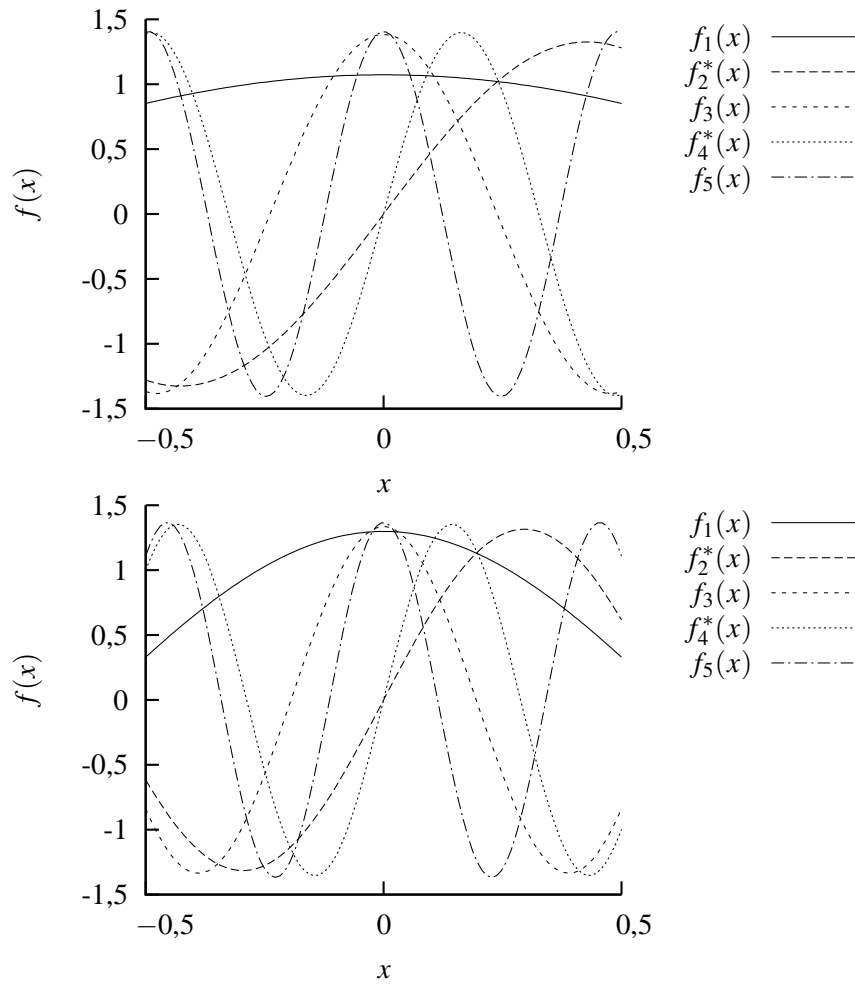 1,5
1
0,5
0
-0,5
-1
-1,5
f(x)
−0,5 0 0,5
x
f₁(x)
f₂*(x)
f₃(x)
f₄*(x)
f₅(x)
1,5
1
0,5
0
-0,5
-1
-1,5
f(x)
−0,5 0 0,5
x
f₁(x)
f₂*(x)
f₃(x)
f₄*(x)
f₅(x)